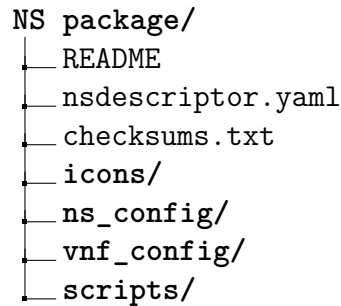 NS package/
README
nsdescriptor.yaml
checksums.txt
icons/
ns_config/
vnf_config/
scripts/